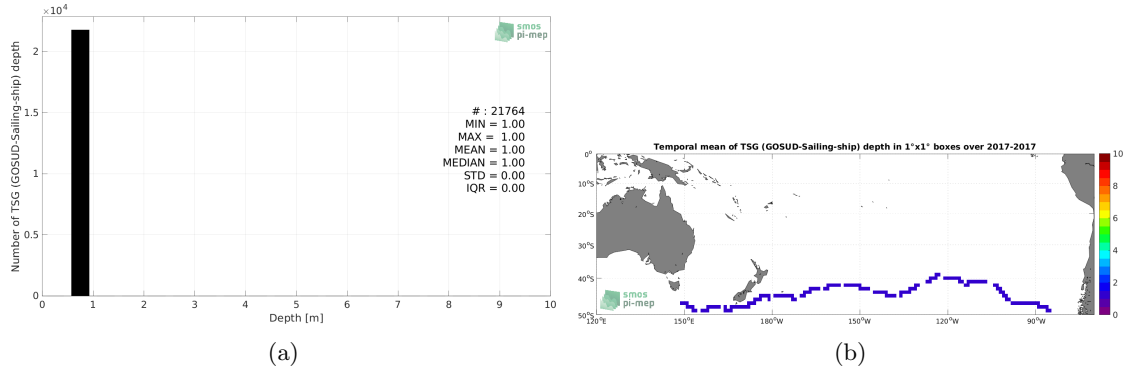 ×10⁴
smos
pi-mep
Number of TSG (GOSUD-Sailing-ship) depth
2
1.5
1
0.5
0
# : 21764
MIN = 1.00
MAX = 1.00
MEAN = 1.00
MEDIAN = 1.00
STD = 0.00
IQR = 0.00
0 1 2 3 4 5 6 7 8 9 10
Depth [m]
(a)
Temporal mean of TSG (GOSUD-Sailing-ship) depth in 1°x1° boxes over 2017-2017
0°
10°S
20°S
30°S
40°S
50°S
smos
pi-mep
120°E 150°E 180°W 150°W 120°W 90°W
10
8
6
4
2
0
(b)